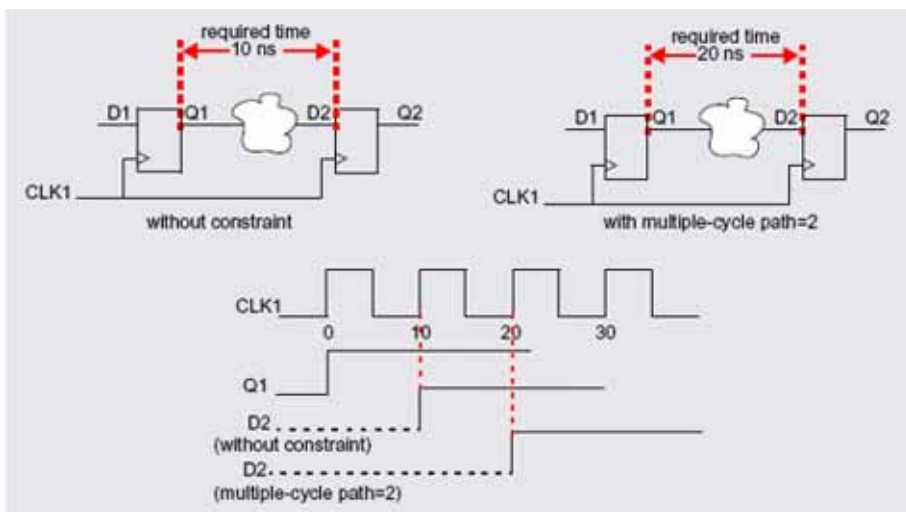 required time
10 ns
D1 Q1 D2 Q2
CLK1
without constraint
required time
20 ns
D1 Q1 D2 Q2
CLK1
with multiple-cycle path=2
CLK1
0 10 20 30
Q1
D2
(without constraint)
D2
(multiple-cycle path=2)